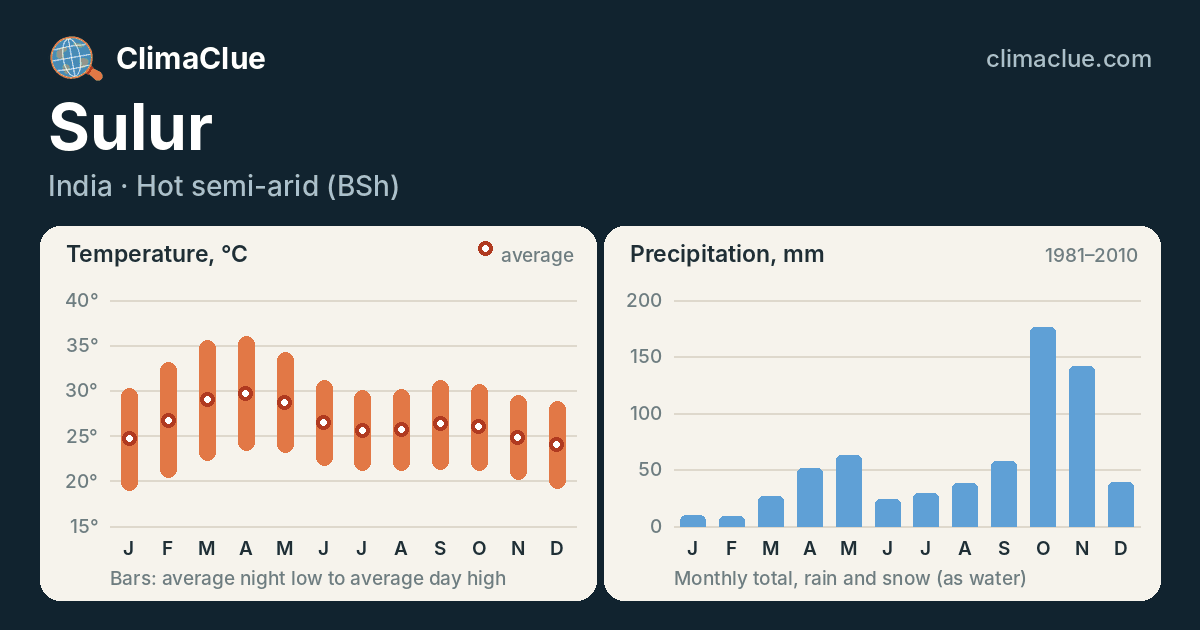 ClimaClue
climaclue.com
Sulur
India · Hot semi-arid (BSh)
Temperature, °C
average
40°
35°
30°
25°
20°
15°
J F M A M J J A S O N D
Bars: average night low to average day high
Precipitation, mm
1981–2010
200
150
100
50
0
J F M A M J J A S O N D
Monthly total, rain and snow (as water)